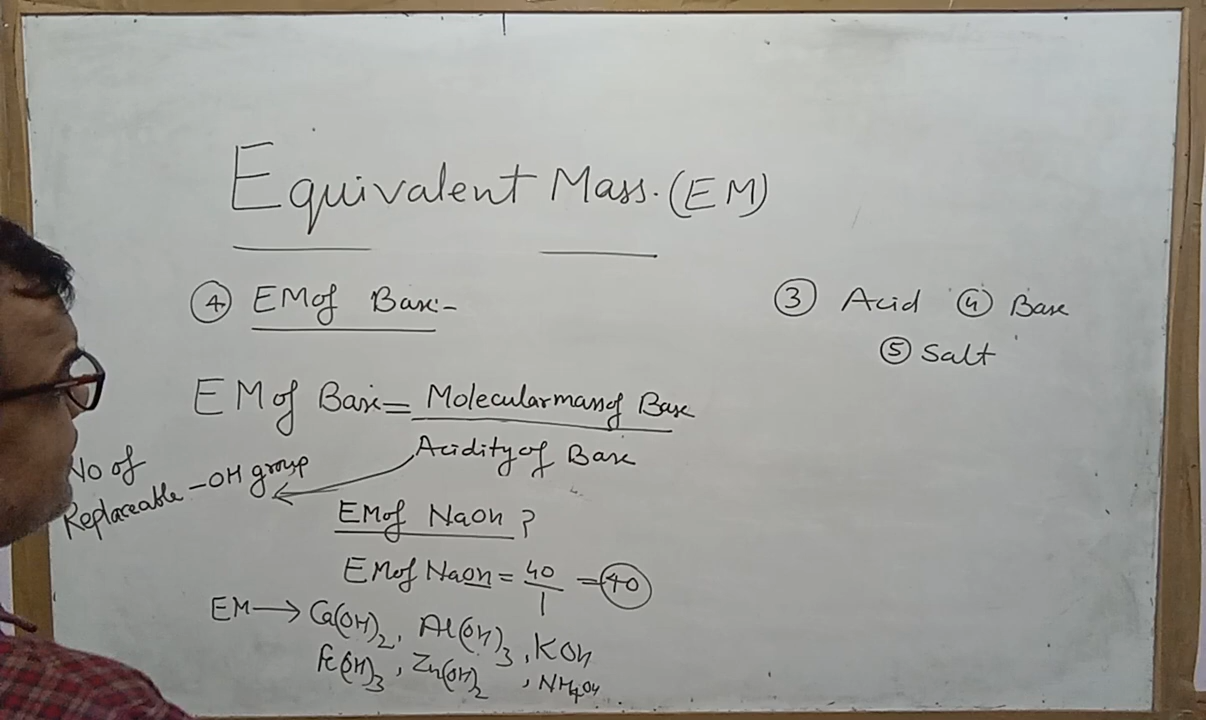 Equivalent Mass. (EM)
④ EM of Base-
③ Acid ④ Base
⑤ Salt
EM of Base = Molecular mass of Base
Acidity of Base
No of
Replaceable -OH group
EM of NaOH ?
EM of NaOH = 40/1 = 40
EM → Ca(OH)₂, Al(OH)₃, KOH
Fe(OH)₃, Zn(OH)₂, NH₄OH